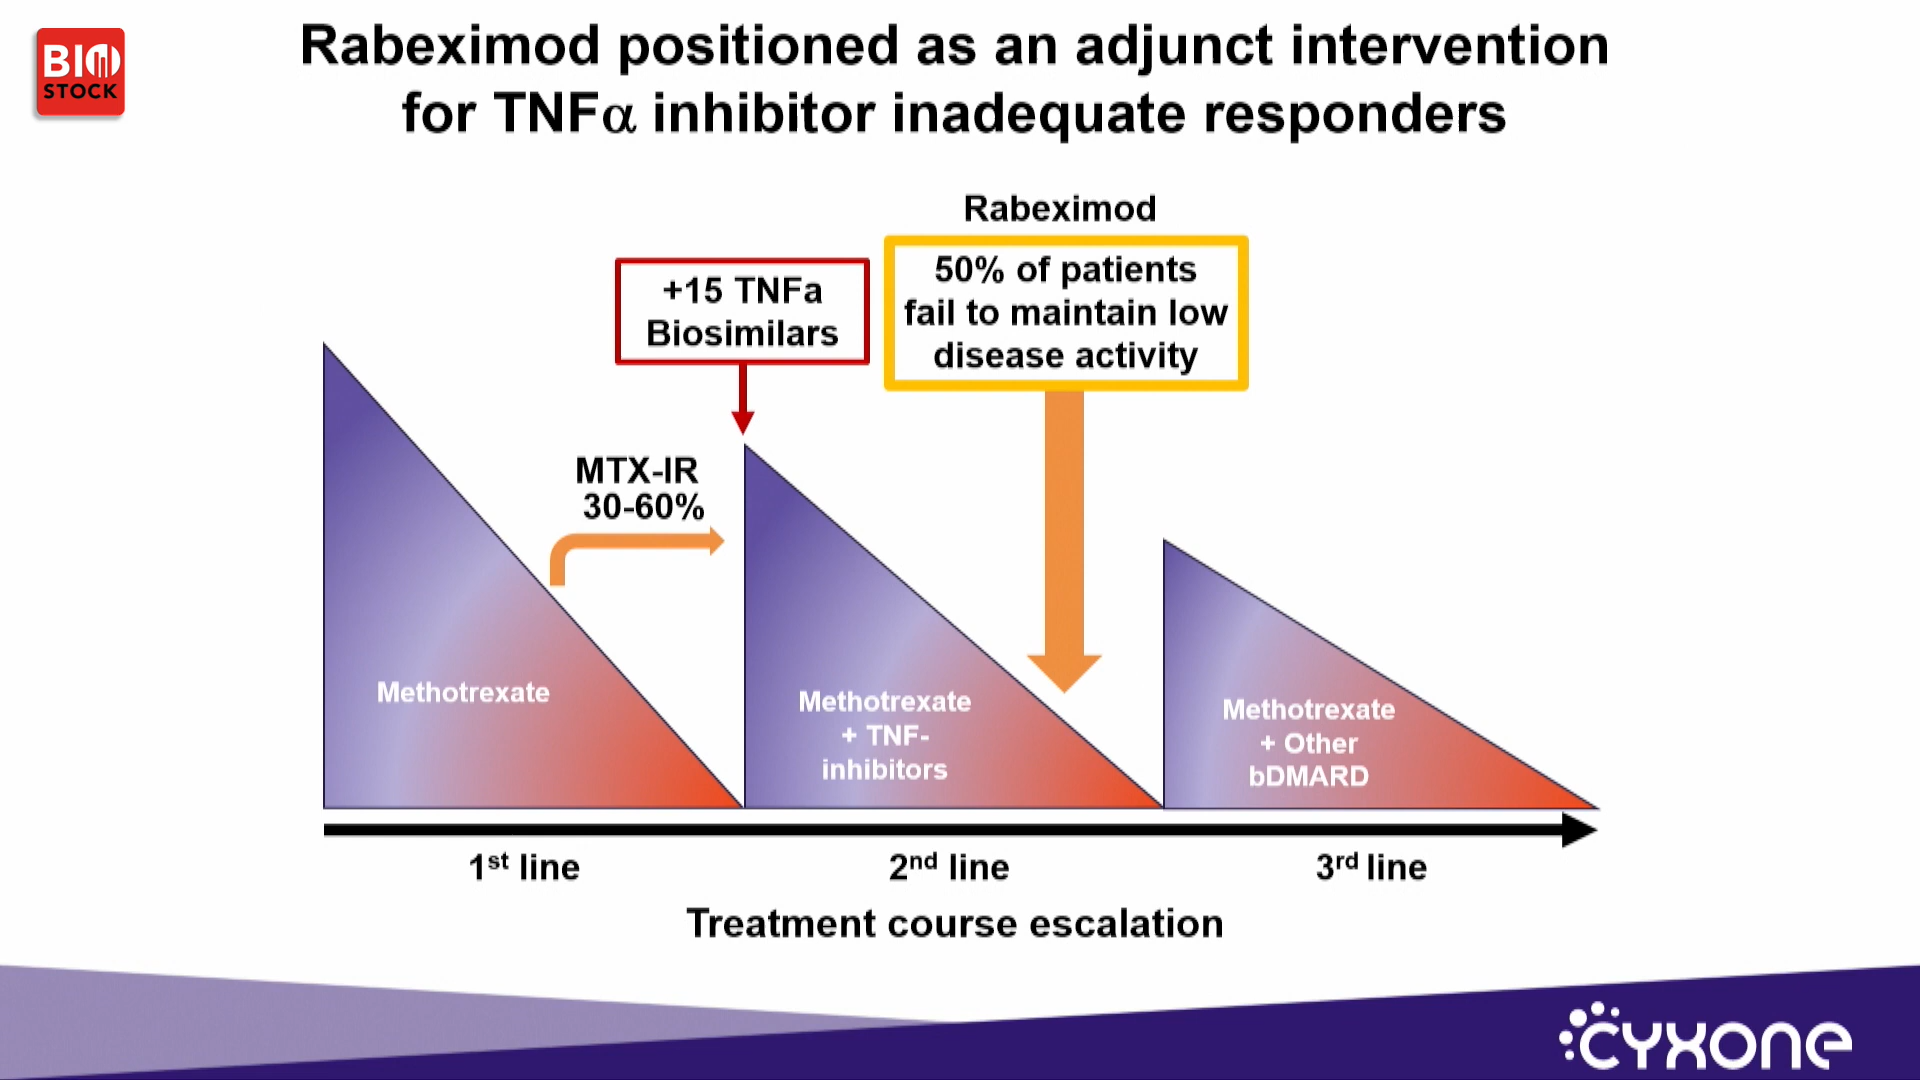 BIO
STOCK
Rabeximod positioned as an adjunct intervention
for TNFα inhibitor inadequate responders
Rabeximod
+15 TNFa
Biosimilars
50% of patients
fail to maintain low
disease activity
MTX-IR
30-60%
Methotrexate
Methotrexate
+ TNF-
inhibitors
Methotrexate
+ Other
bDMARD
1st line
2nd line
3rd line
Treatment course escalation
cyxone